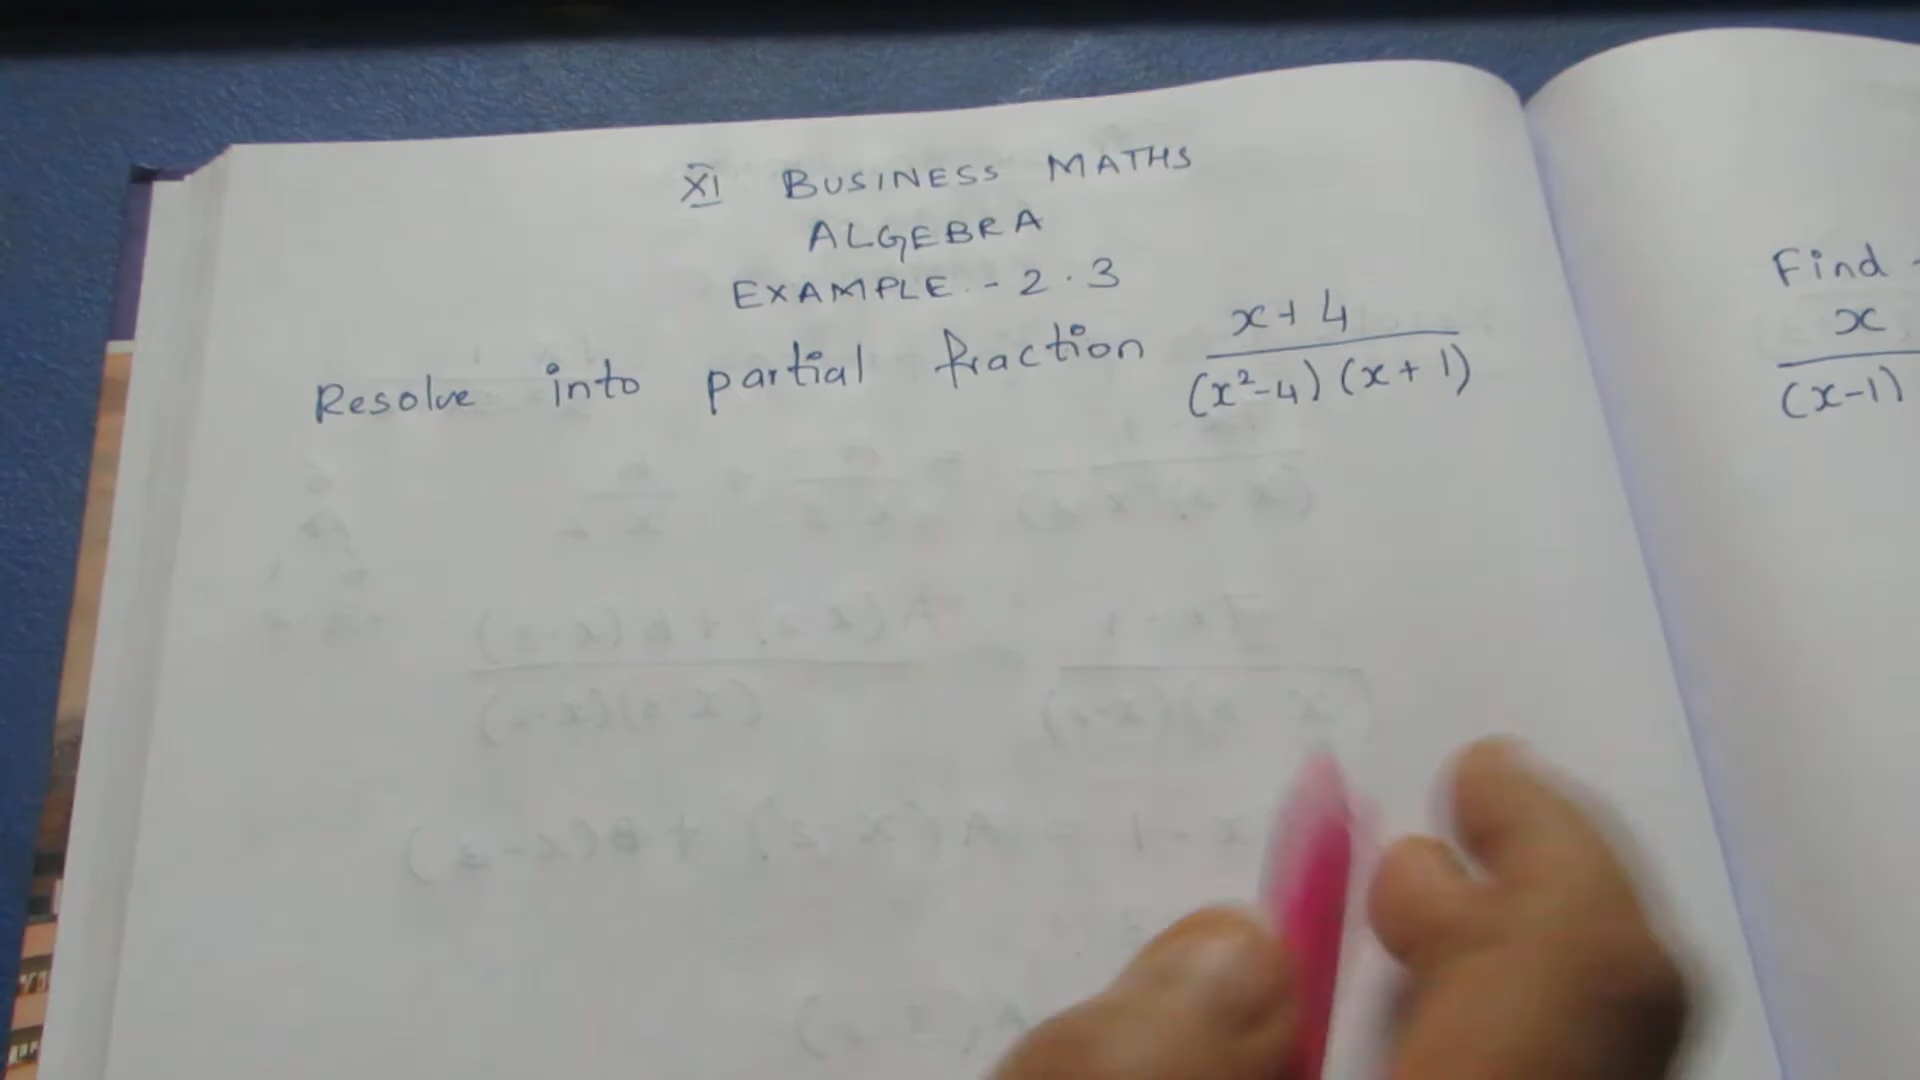 XI BUSINESS MATHS
ALGEBRA
EXAMPLE - 2.3
Resolve into partial fraction x+4 / (x²-4)(x+1)
Find
x
(x-1)